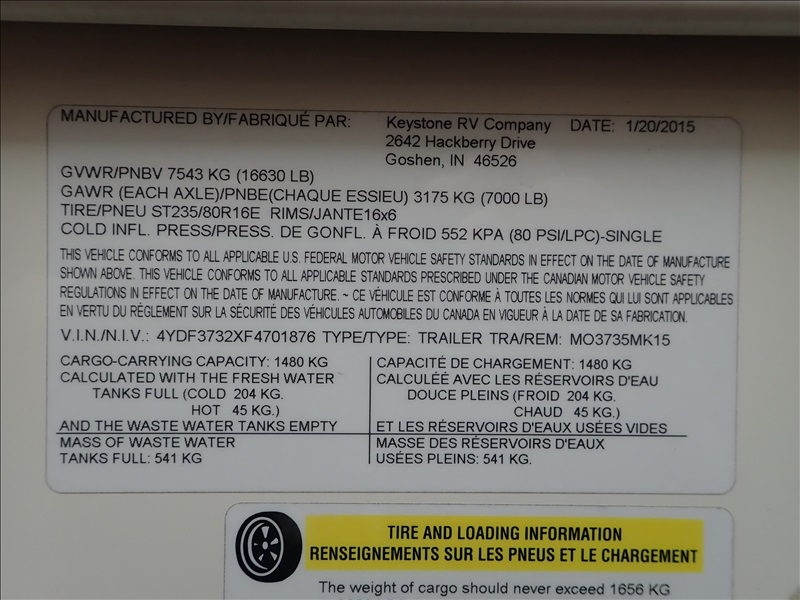 MANUFACTURED BY/FABRIQUÉ PAR: Keystone RV Company DATE: 1/20/2015
2642 Hackberry Drive
Goshen, IN 46526
GVWR/PNBV 7543 KG (16630 LB)
GAWR (EACH AXLE)/PNBE(CHAQUE ESSIEU) 3175 KG (7000 LB)
TIRE/PNEU ST235/80R16E RIMS/JANTE16x6
COLD INFL. PRESS/PRESS. DE GONFL. À FROID 552 KPA (80 PSI/LPC)-SINGLE
THIS VEHICLE CONFORMS TO ALL APPLICABLE U.S. FEDERAL MOTOR VEHICLE SAFETY STANDARDS IN EFFECT ON THE DATE OF MANUFACTURE
SHOWN ABOVE. THIS VEHICLE CONFORMS TO ALL APPLICABLE STANDARDS PRESCRIBED UNDER THE CANADIAN MOTOR VEHICLE SAFETY
REGULATIONS IN EFFECT ON THE DATE OF MANUFACTURE. ~ CE VÉHICULE EST CONFORME À TOUTES LES NORMES QUI LUI SONT APPLICABLES
EN VERTU DU RÈGLEMENT SUR LA SÉCURITÉ DES VÉHICULES AUTOMOBILES DU CANADA EN VIGUEUR À LA DATE DE SA FABRICATION.
V.I.N./N.I.V.: 4YDF3732XF4701876 TYPE/TYPE: TRAILER TRA/REM: MO3735MK15
CARGO-CARRYING CAPACITY: 1480 KG
CALCULATED WITH THE FRESH WATER
TANKS FULL (COLD 204 KG.
HOT 45 KG.)
AND THE WASTE WATER TANKS EMPTY
MASS OF WASTE WATER
TANKS FULL: 541 KG
CAPACITÉ DE CHARGEMENT: 1480 KG
CALCULÉÉ AVEC LES RÉSERVOIRS D'EAU
DOUCE PLEINS (FROID 204 KG.
CHAUD 45 KG.)
ET LES RÉSERVOIRS D'EAUX USÉES VIDES
MASSE DES RÉSERVOIRS D'EAUX
USÉES PLEINS: 541 KG.
TIRE AND LOADING INFORMATION
RENSEIGNEMENTS SUR LES PNEUS ET LE CHARGEMENT
The weight of cargo should never exceed 1656 KG